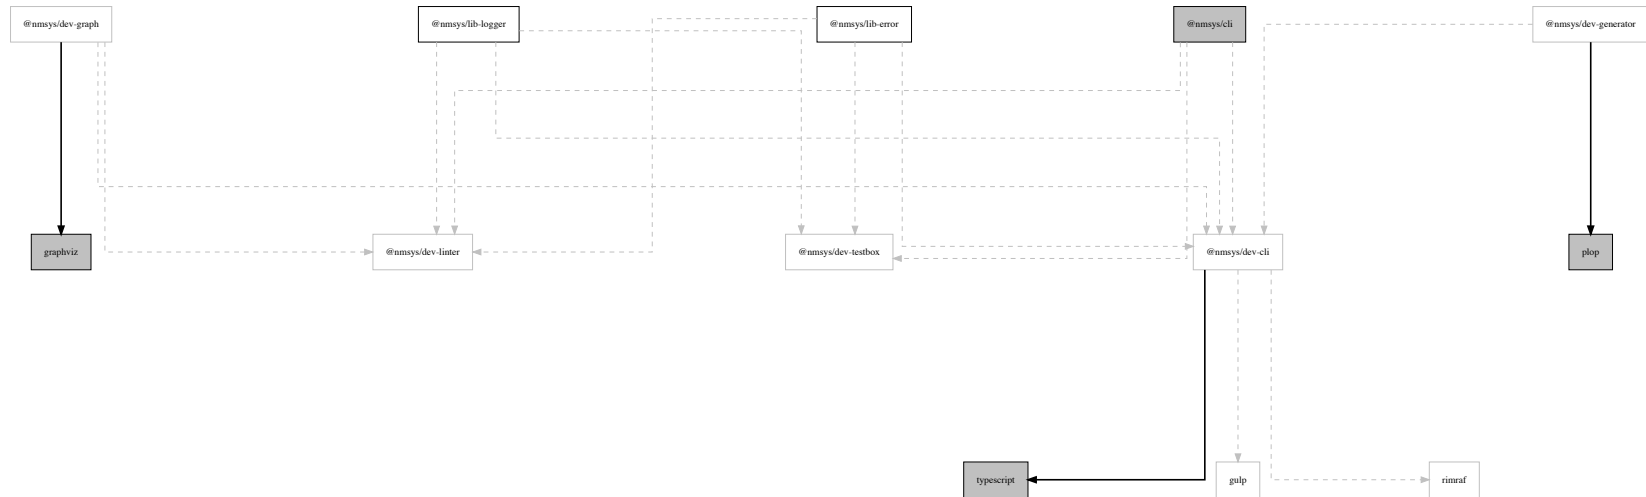 @nmsys/dev-graph
@nmsys/lib-logger
@nmsys/lib-error
@nmsys/cli
@nmsys/dev-generator
graphviz
@nmsys/dev-linter
@nmsys/dev-testbox
@nmsys/dev-cli
plop
typescript
gulp
rimraf